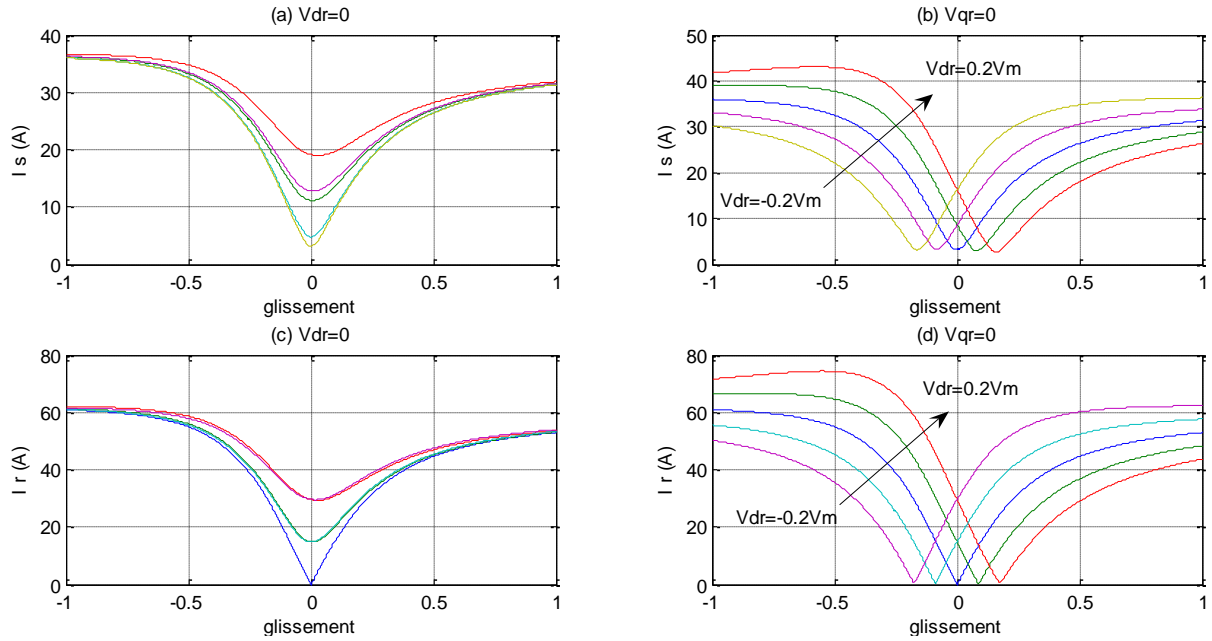 (a) Vdr=0
40
30
20
10
0
I s (A)
-1
-0.5
0
0.5
1
glissement
(b) Vqr=0
50
40
30
20
10
0
I s (A)
Vdr=0.2Vm
Vdr=-0.2Vm
-1
-0.5
0
0.5
1
glissement
(c) Vdr=0
80
60
40
20
0
I r (A)
-1
-0.5
0
0.5
1
glissement
(d) Vqr=0
80
60
40
20
0
I r (A)
Vdr=0.2Vm
Vdr=-0.2Vm
-1
-0.5
0
0.5
1
glissement